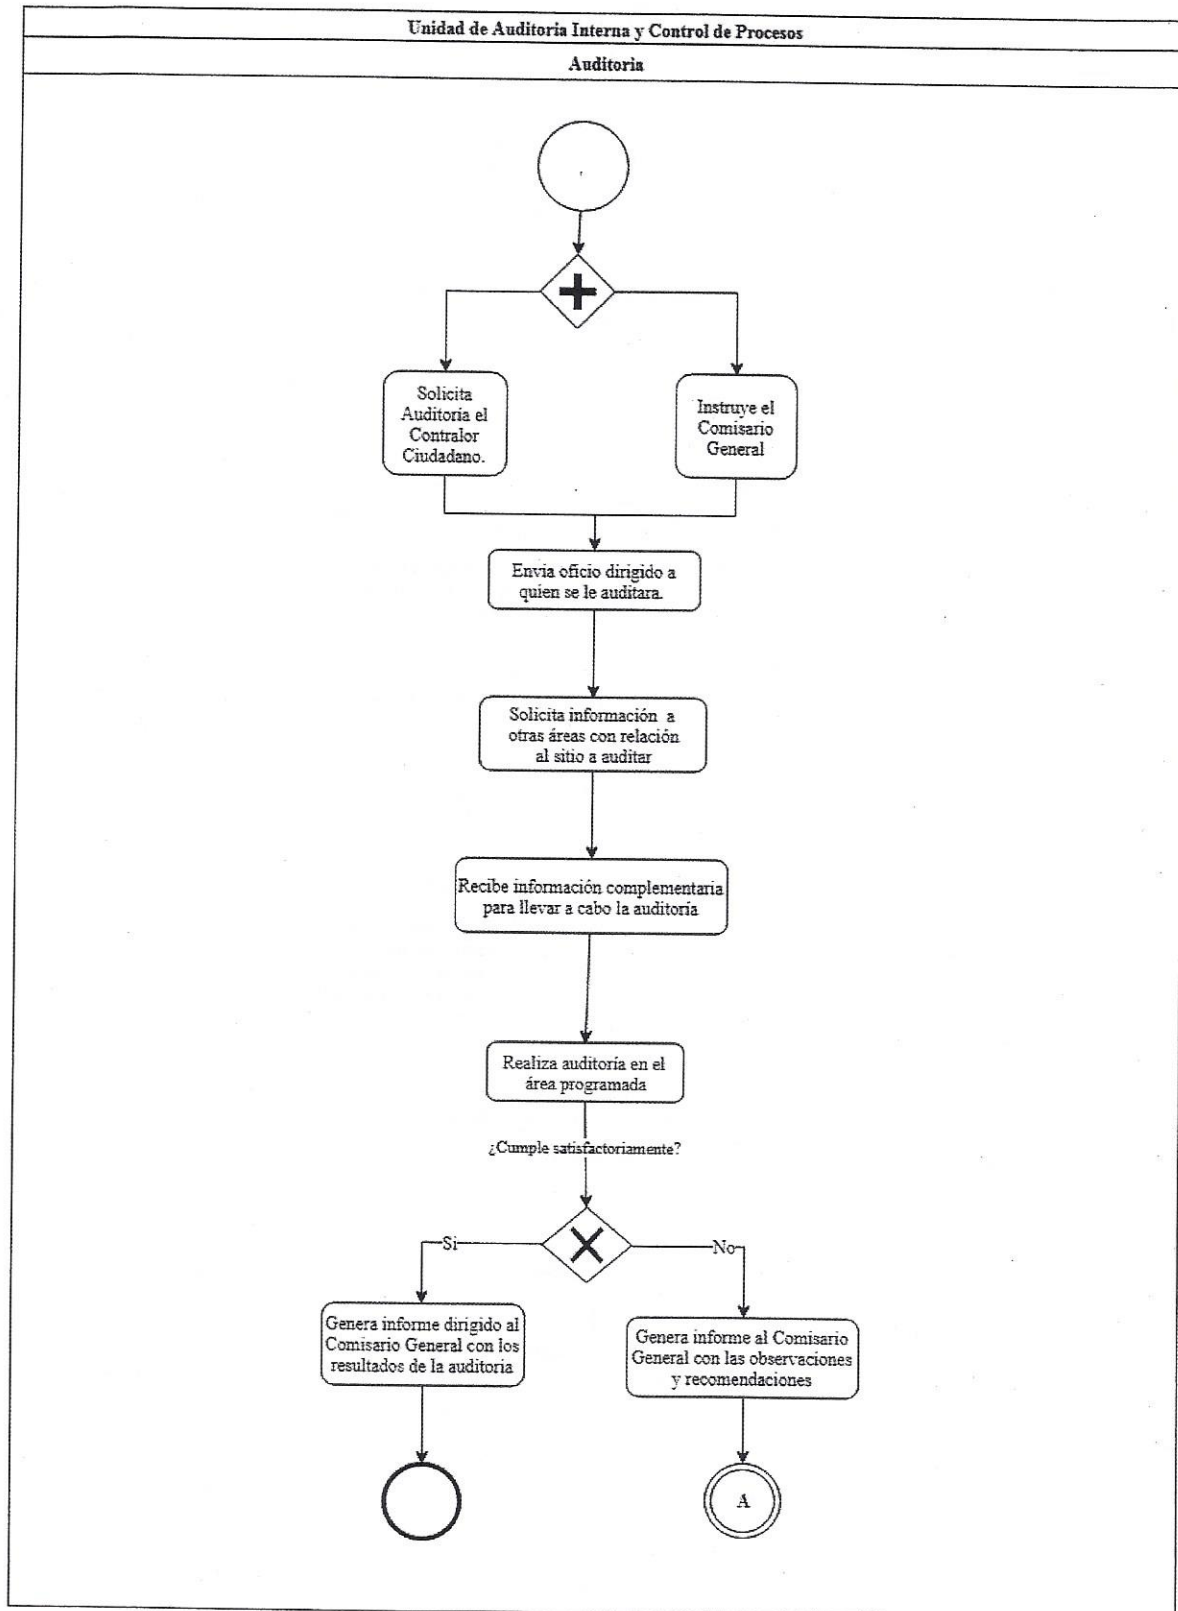 Unidad de Auditoria Interna y Control de Procesos
Auditoria
Solicita
Auditoria el
Contralor
Ciudadano.
Instruye el
Comisario
General
Envia oficio dirigido a
quien se le auditara.
Solicita información a
otras áreas con relación
al sitio a auditar
Recibe información complementaria
para llevar a cabo la auditoría
Realiza auditoría en el
área programada
¿Cumple satisfactoriamente?
Si
No
Genera informe dirigido al
Comisario General con los
resultados de la auditoria
Genera informe al Comisario
General con las observaciones
y recomendaciones
A